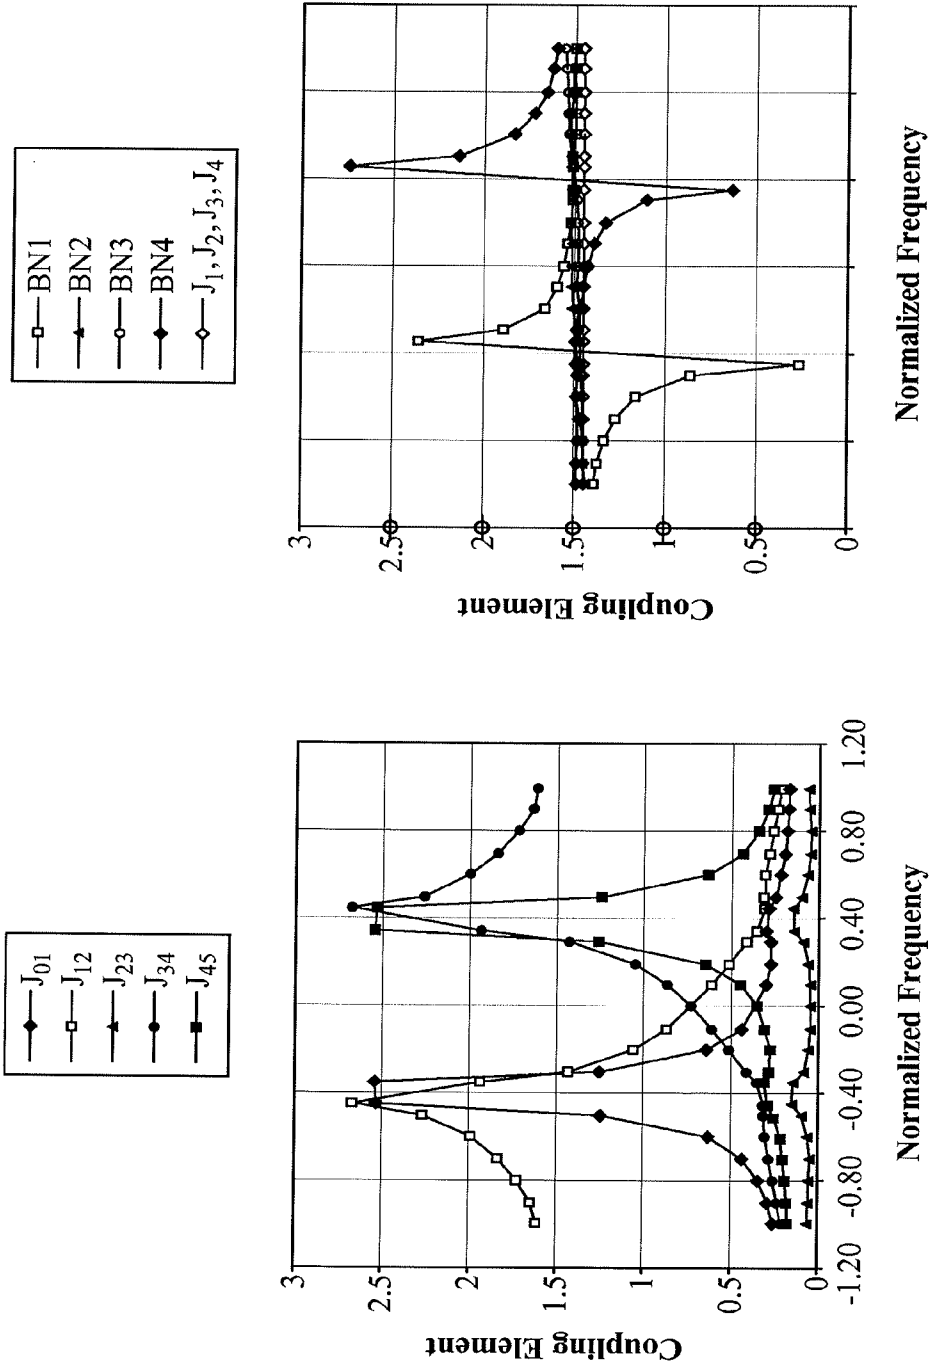 J01
J12
J23
J34
J45
3
2.5
2
1.5
1
0.5
0
-1.20
-0.80
-0.40
0.00
0.40
0.80
1.20
Coupling Element
Normalized Frequency
BN1
BN2
BN3
BN4
J1, J2, J3, J4
3
2.5
2
1.5
1
0.5
0
Coupling Element
Normalized Frequency